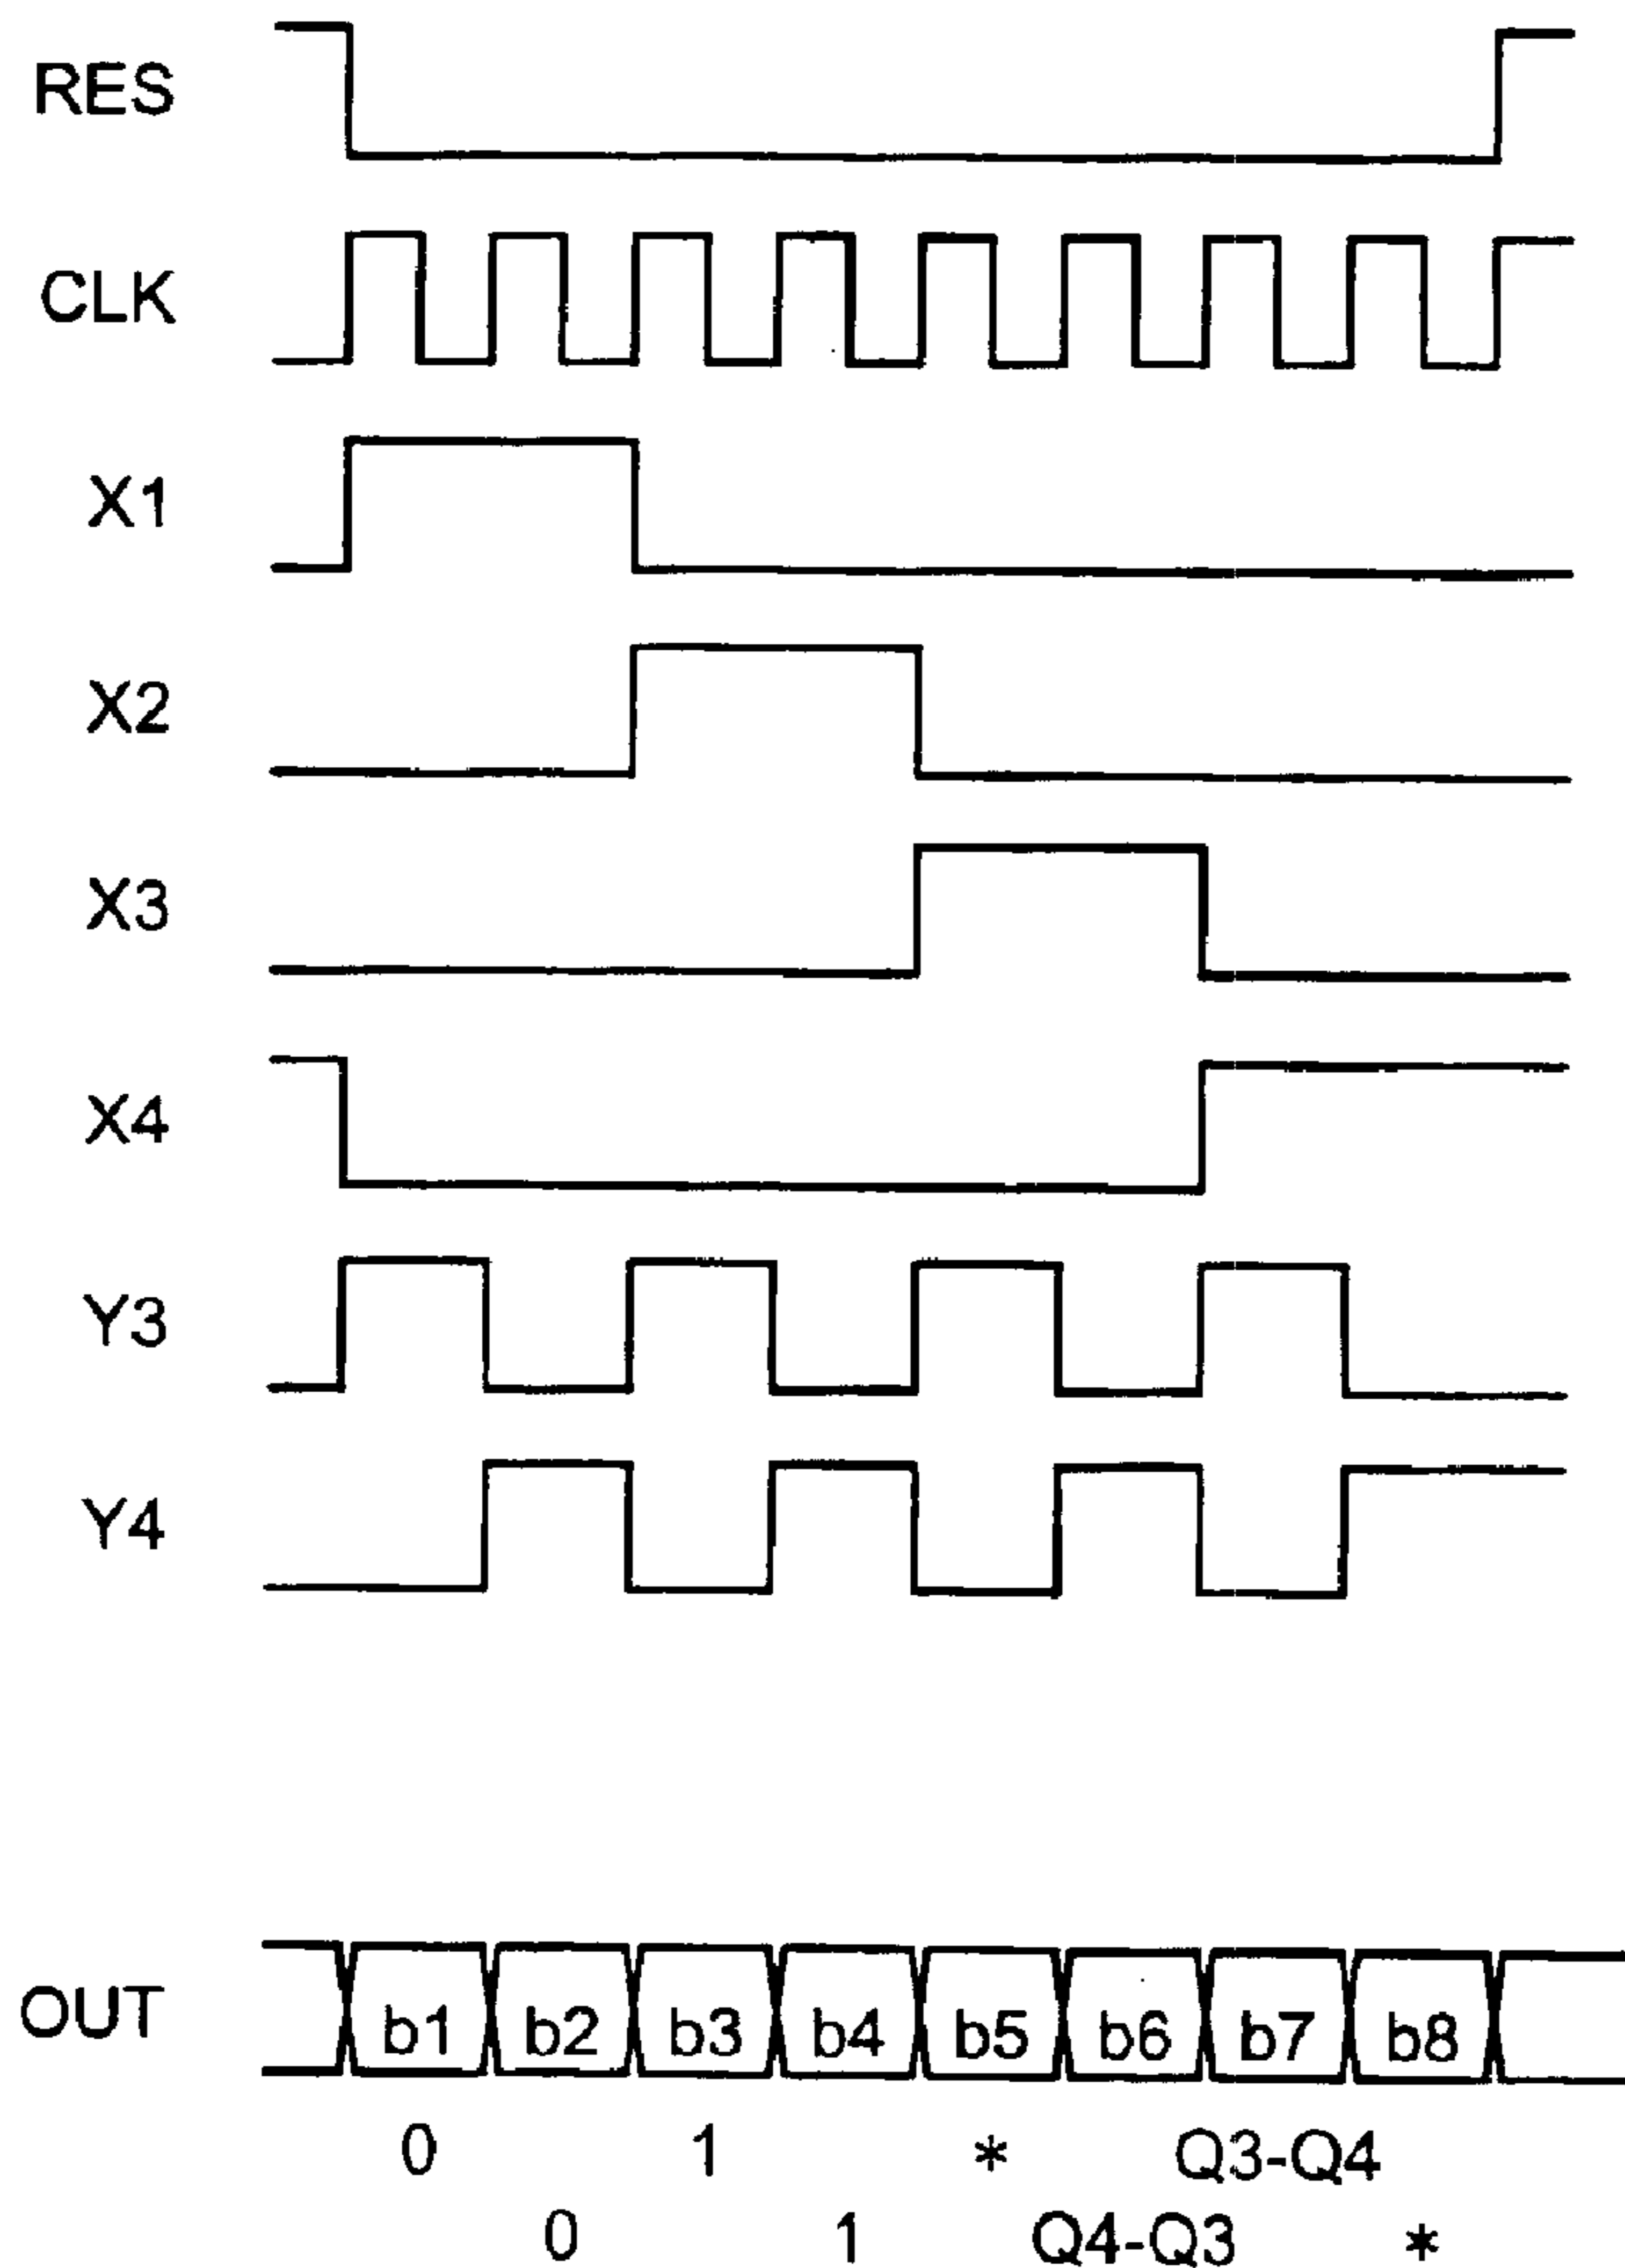 RES
CLK
X1
X2
X3
X4
Y3
Y4
OUT b1 b2 b3 b4 b5 b6 b7 b8
0 1 * Q3-Q4
0 1 Q4-Q3 *